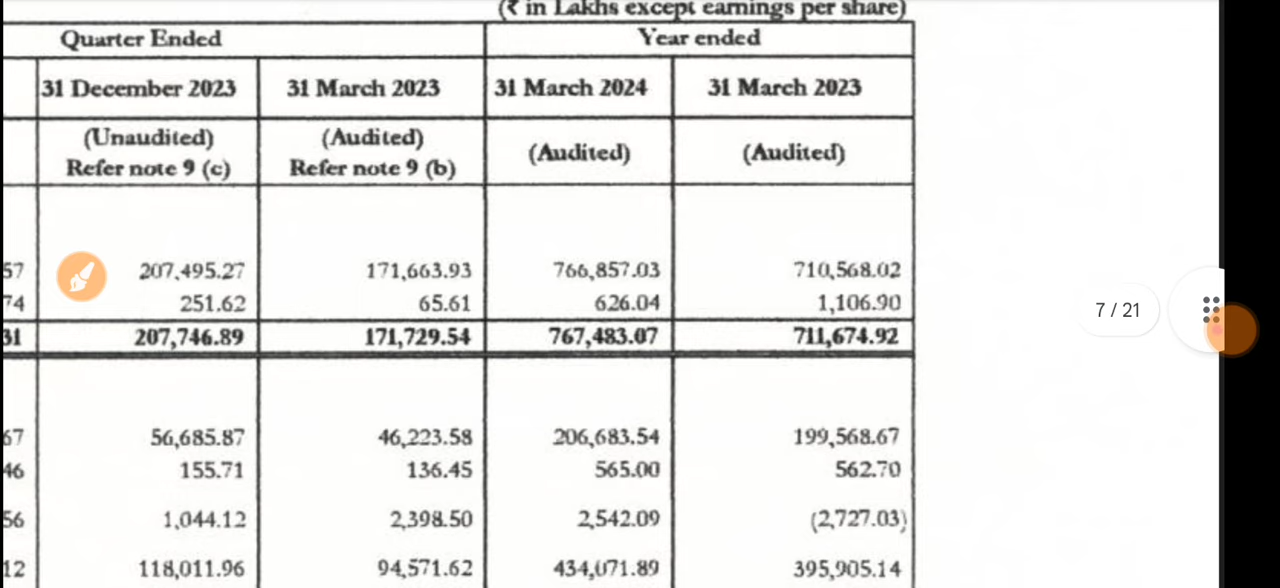 (₹ in Lakhs except earnings per share)
Quarter Ended Year ended
31 December 2023 31 March 2023 31 March 2024 31 March 2023
(Unaudited) (Audited) (Audited) (Audited)
Refer note 9 (c) Refer note 9 (b)
57 207,495.27 171,663.93 766,857.03 710,568.02
74 251.62 65.61 626.04 1,106.90
31 207,746.89 171,729.54 767,483.07 711,674.92
67 56,685.87 46,223.58 206,683.54 199,568.67
46 155.71 136.45 565.00 562.70
56 1,044.12 2,398.50 2,542.09 (2,727.03)
12 118,011.96 94,571.62 434,071.89 395,905.14
7 / 21